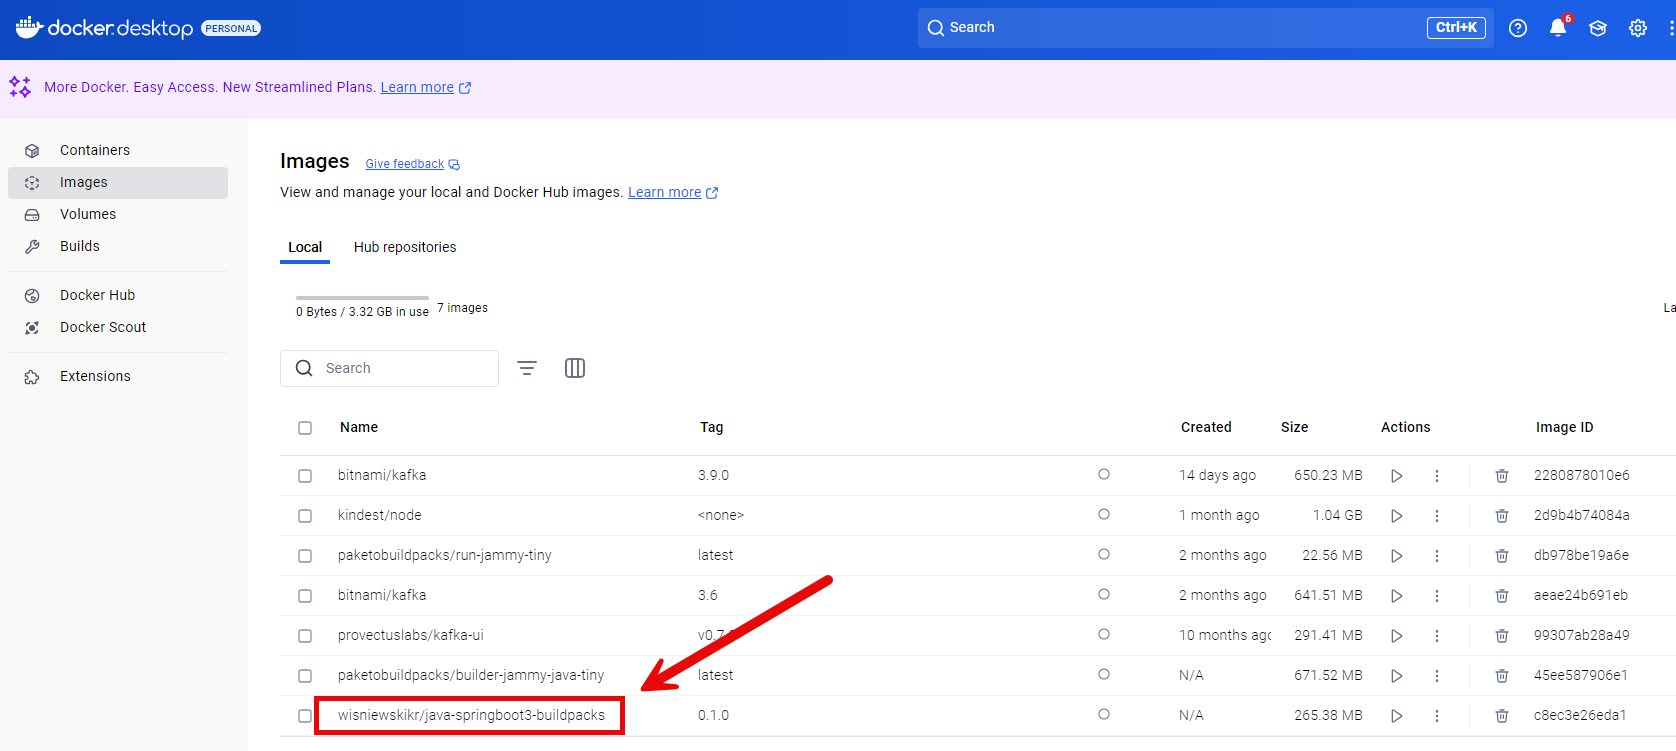 docker.desktop PERSONAL Search Ctrl+K 6
More Docker. Easy Access. New Streamlined Plans. Learn more
Containers
Images
Volumes
Builds
Docker Hub
Docker Scout
Extensions
Images Give feedback
View and manage your local and Docker Hub images. Learn more
Local Hub repositories
0 Bytes / 3.32 GB in use 7 images
La
Search
Name Tag Created Size Actions Image ID
bitnami/kafka 3.9.0 14 days ago 650.23 MB 2280878010e6
kindest/node <none> 1 month ago 1.04 GB 2d9b4b74084a
paketobuildpacks/run-jammy-tiny latest 2 months ago 22.56 MB db978be19a6e
bitnami/kafka 3.6 2 months ago 641.51 MB aeae24b691eb
provectuslabs/kafka-ui 10 months ago 291.41 MB 99307ab28a49
paketobuildpacks/builder-jammy-java-tiny latest N/A 671.52 MB 45ee587906e1
wisniewskikr/java-springboot3-buildpacks 0.1.0 N/A 265.38 MB c8ec3e26eda1